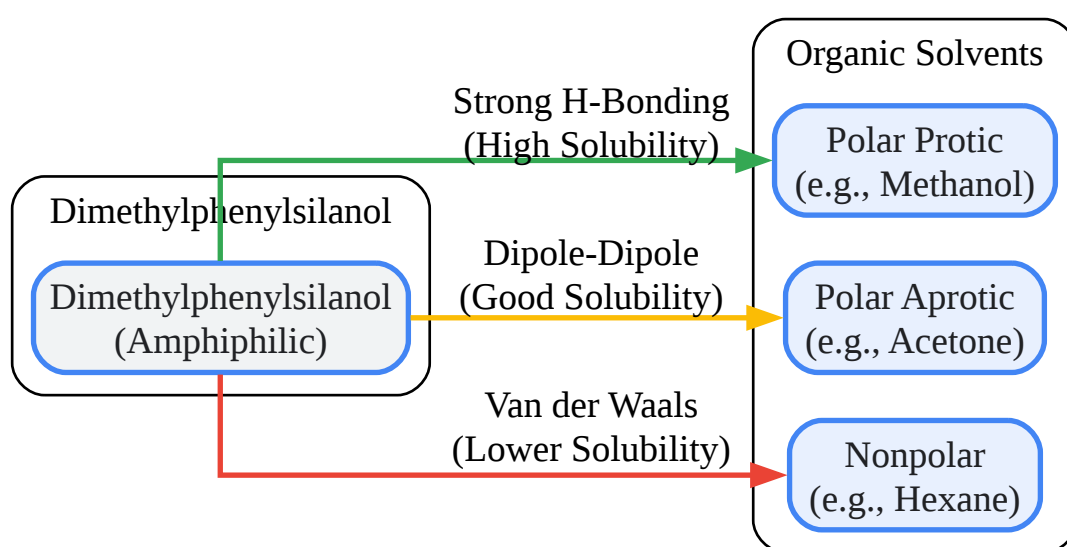 Organic Solvents
Strong H-Bonding
(High Solubility)
Polar Protic
(e.g., Methanol)
Dimethylphenylsilanol
Dimethylphenylsilanol
(Amphiphilic)
Dipole-Dipole
(Good Solubility)
Polar Aprotic
(e.g., Acetone)
Van der Waals
(Lower Solubility)
Nonpolar
(e.g., Hexane)